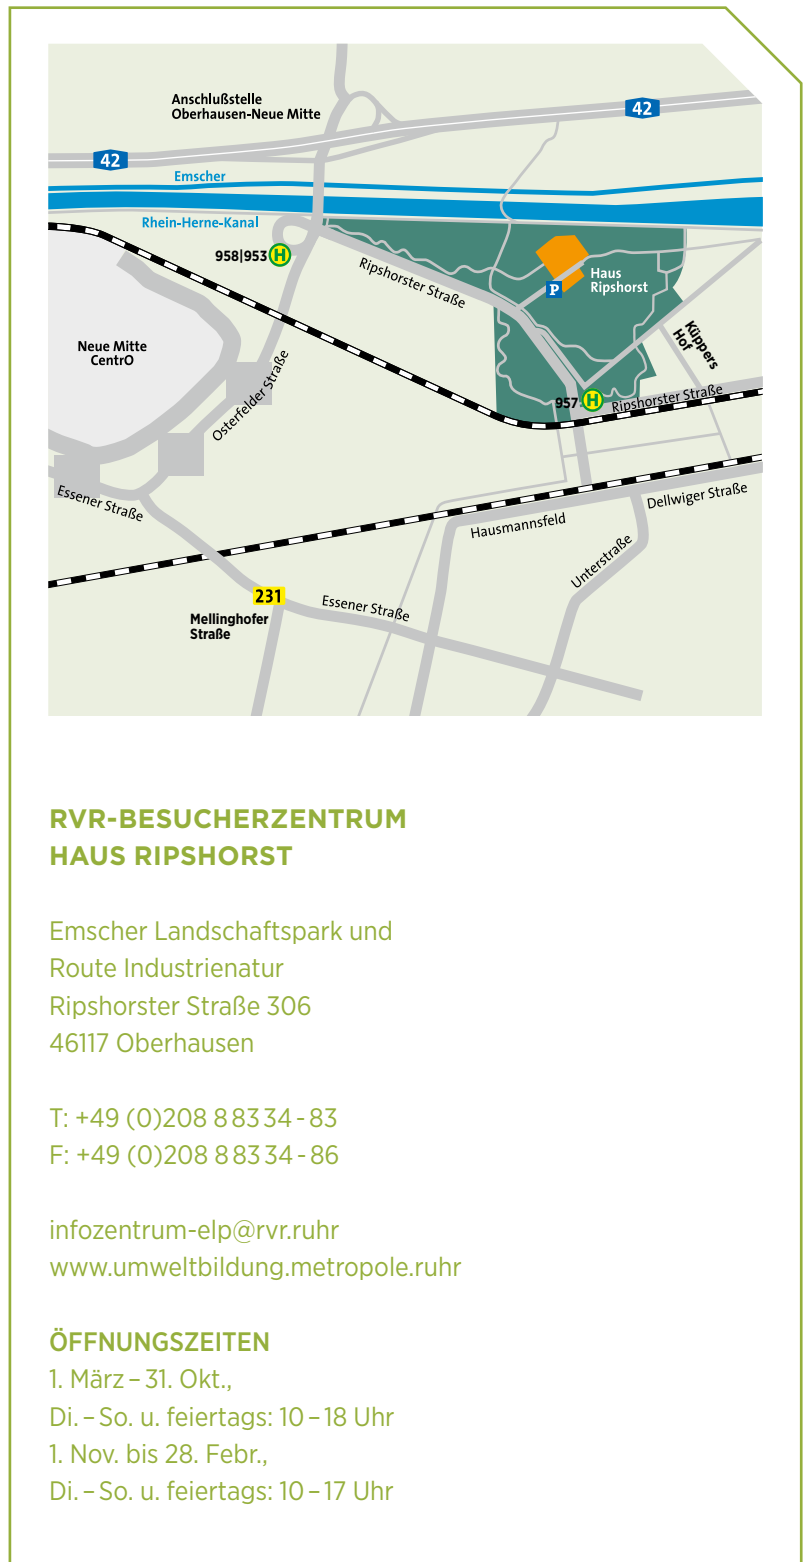 Anschlußstelle
Oberhausen-Neue Mitte
42
42
Emscher
Rhein-Herne-Kanal
958|953 H
Ripshorster Straße
Haus
Ripshorst
P
Neue Mitte
CentrO
Küppers
Hof
Osterfelder Straße
957 H
Ripshorster Straße
Essener Straße
Dellwiger Straße
Hausmannsfeld
Unterstraße
231
Essener Straße
Mellinghofer
Straße
RVR-BESUCHERZENTRUM
HAUS RIPSHORST
Emscher Landschaftspark und
Route Industrienatur
Ripshorster Straße 306
46117 Oberhausen
T: +49 (0)208 8 83 34 - 83
F: +49 (0)208 8 83 34 - 86
infozentrum-elp@rvr.ruhr
www.umweltbildung.metropole.ruhr
ÖFFNUNGSZEITEN
1. März – 31. Okt.,
Di. – So. u. feiertags: 10 – 18 Uhr
1. Nov. bis 28. Febr.,
Di. – So. u. feiertags: 10 – 17 Uhr